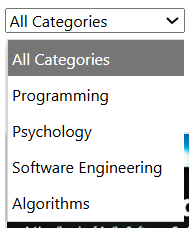 All Categories
All Categories
Programming
Psychology
Software Engineering
Algorithms